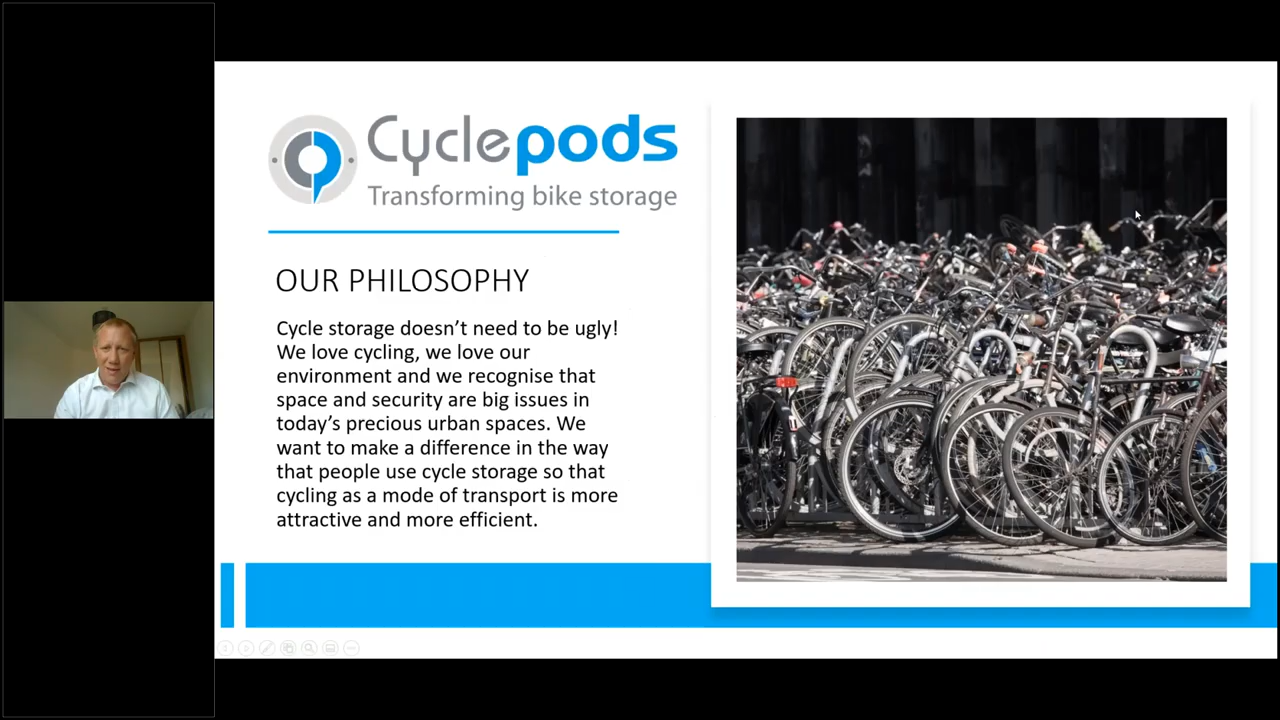 Cyclepods
Transforming bike storage
OUR PHILOSOPHY
Cycle storage doesn’t need to be ugly!
We love cycling, we love our
environment and we recognise that
space and security are big issues in
today’s precious urban spaces. We
want to make a difference in the way
that people use cycle storage so that
cycling as a mode of transport is more
attractive and more efficient.